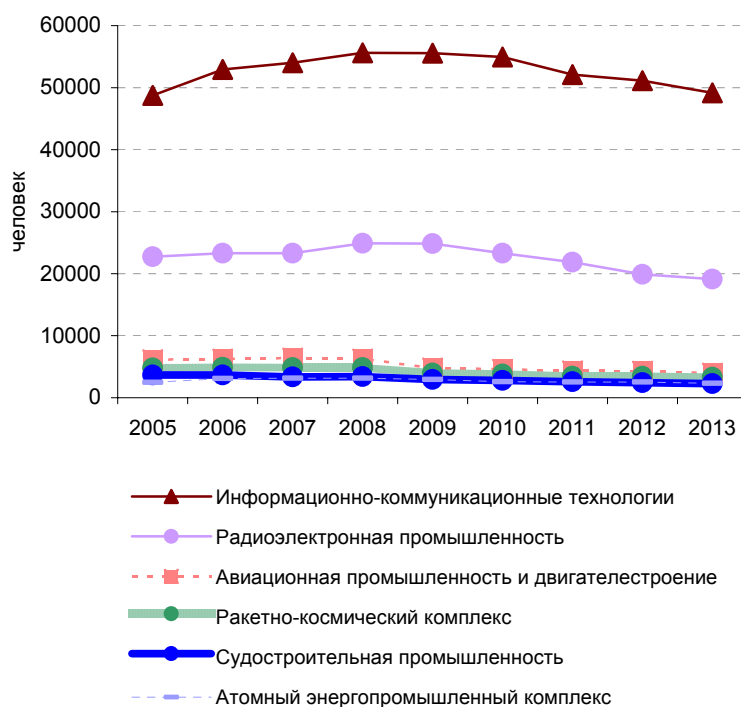 60000
50000
40000
30000
20000
10000
0
человек
2005 2006 2007 2008 2009 2010 2011 2012 2013
Информационно-коммуникационные технологии
Радиоэлектронная промышленность
Авиационная промышленность и двигателестроение
Ракетно-космический комплекс
Судостроительная промышленность
Атомный энергопромышленный комплекс